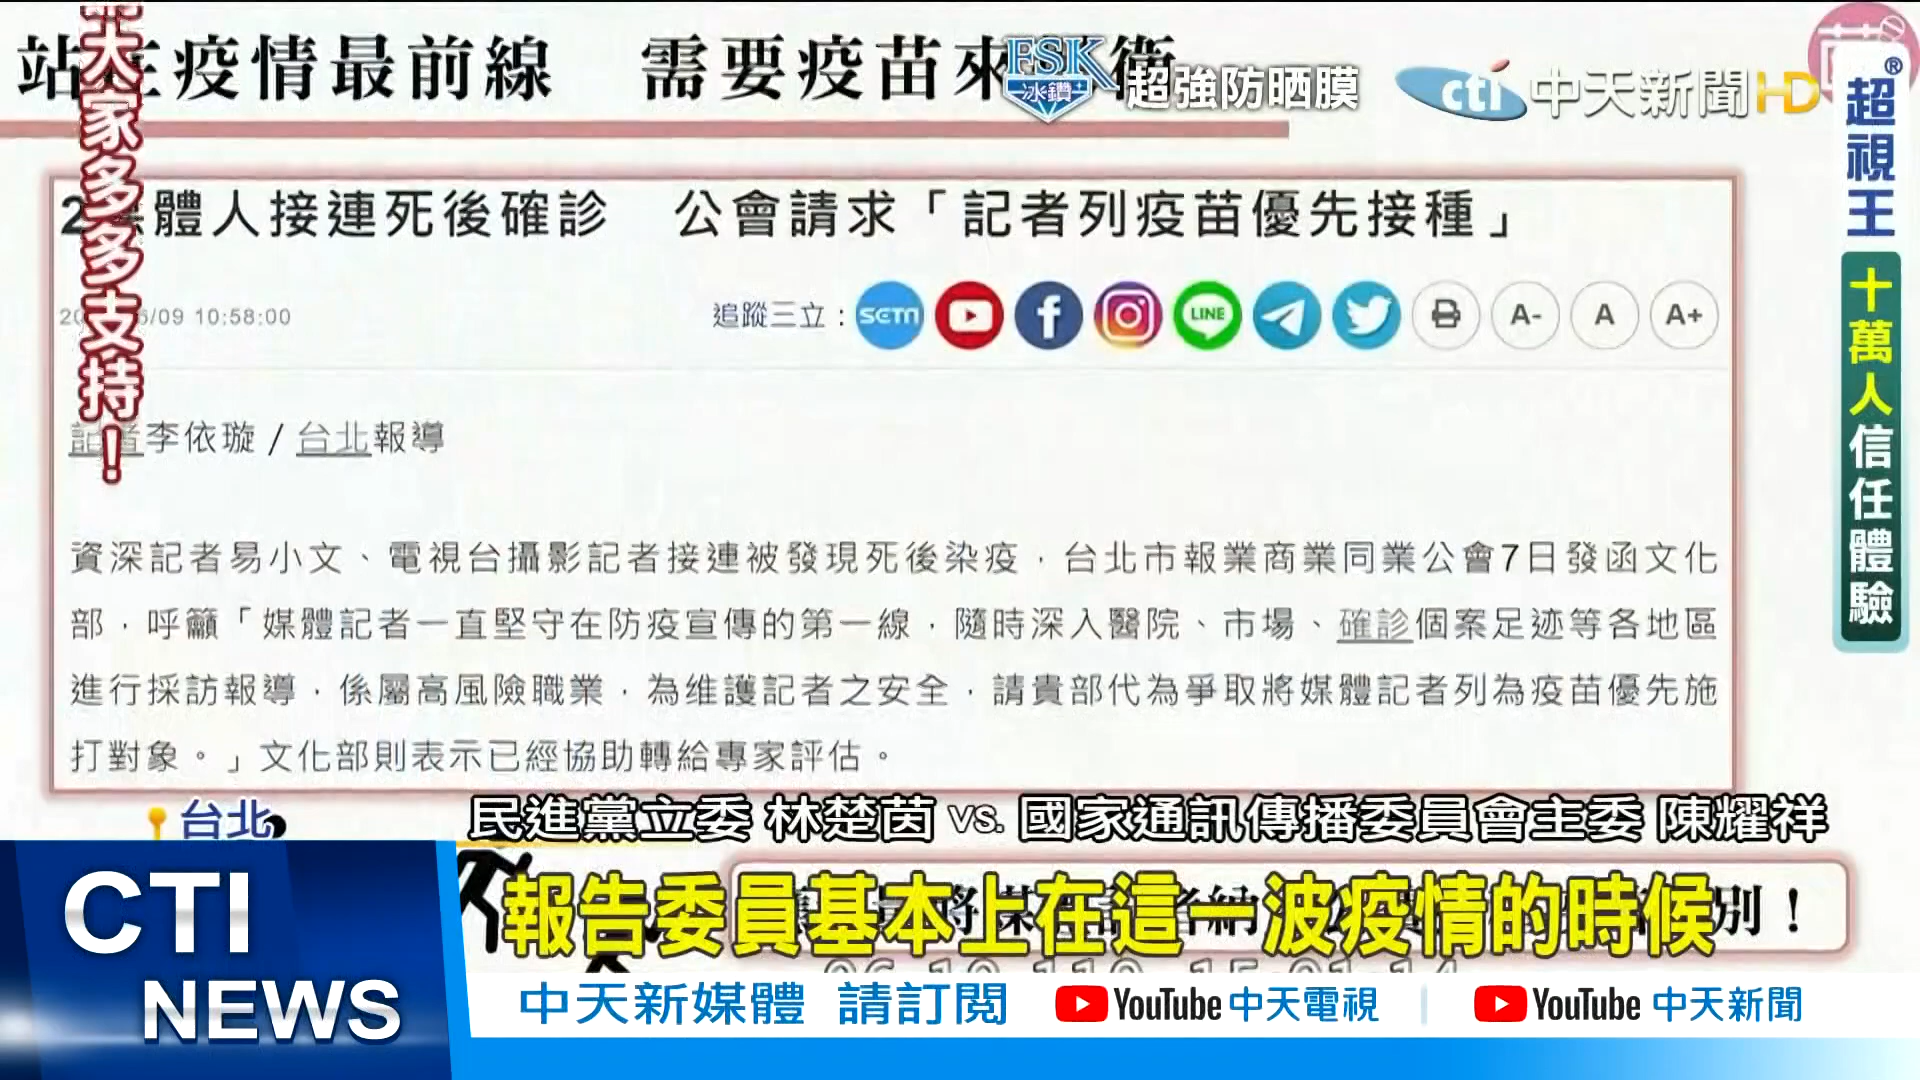 站在疫情最前線 需要疫苗來
FSK 冰鑽 超強防晒膜
cti 中天新聞HD
大家多多支持！
超視王®
十萬人信任體驗
體人接連死後確診 公會請求「記者列疫苗優先接種」
/09 10:58:00
追蹤三立：
SETN
LINE
A- A A+
記者李依璇 / 台北報導
資深記者易小文、電視台攝影記者接連被發現死後染疫，台北市報業商業同業公會7日發函文化
部，呼籲「媒體記者一直堅守在防疫宣傳的第一線，隨時深入醫院、市場、確診個案足迹等各地區
進行採訪報導，係屬高風險職業，為维護記者之安全，請貴部代為爭取將媒體記者列為疫苗優先施
打對象。」文化部則表示已經協助轉給專家評估。
台北
民進黨立委 林楚茵 vs. 國家通訊傳播委員會主委 陳耀祥
別！
報告委員基本上在這一波疫情的時候
CTI NEWS
中天新媒體 請訂閱 YouTube 中天電視 | YouTube 中天新聞